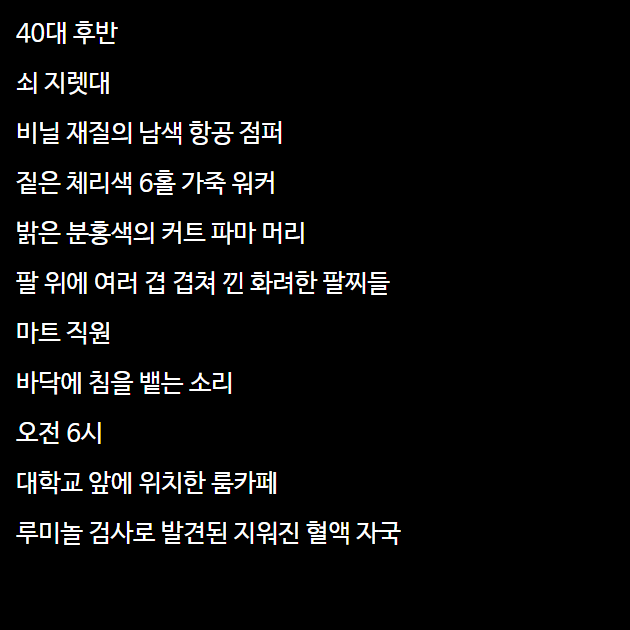 40대 후반
쇠 지렛대
비닐 재질의 남색 항공 점퍼
짙은 체리색 6홀 가죽 워커
밝은 분홍색의 커트 파마 머리
팔 위에 여러 겹 겹쳐 낀 화려한 팔찌들
마트 직원
바닥에 침을 뱉는 소리
오전 6시
대학교 앞에 위치한 룸카페
루미놀 검사로 발견된 지워진 혈액 자국